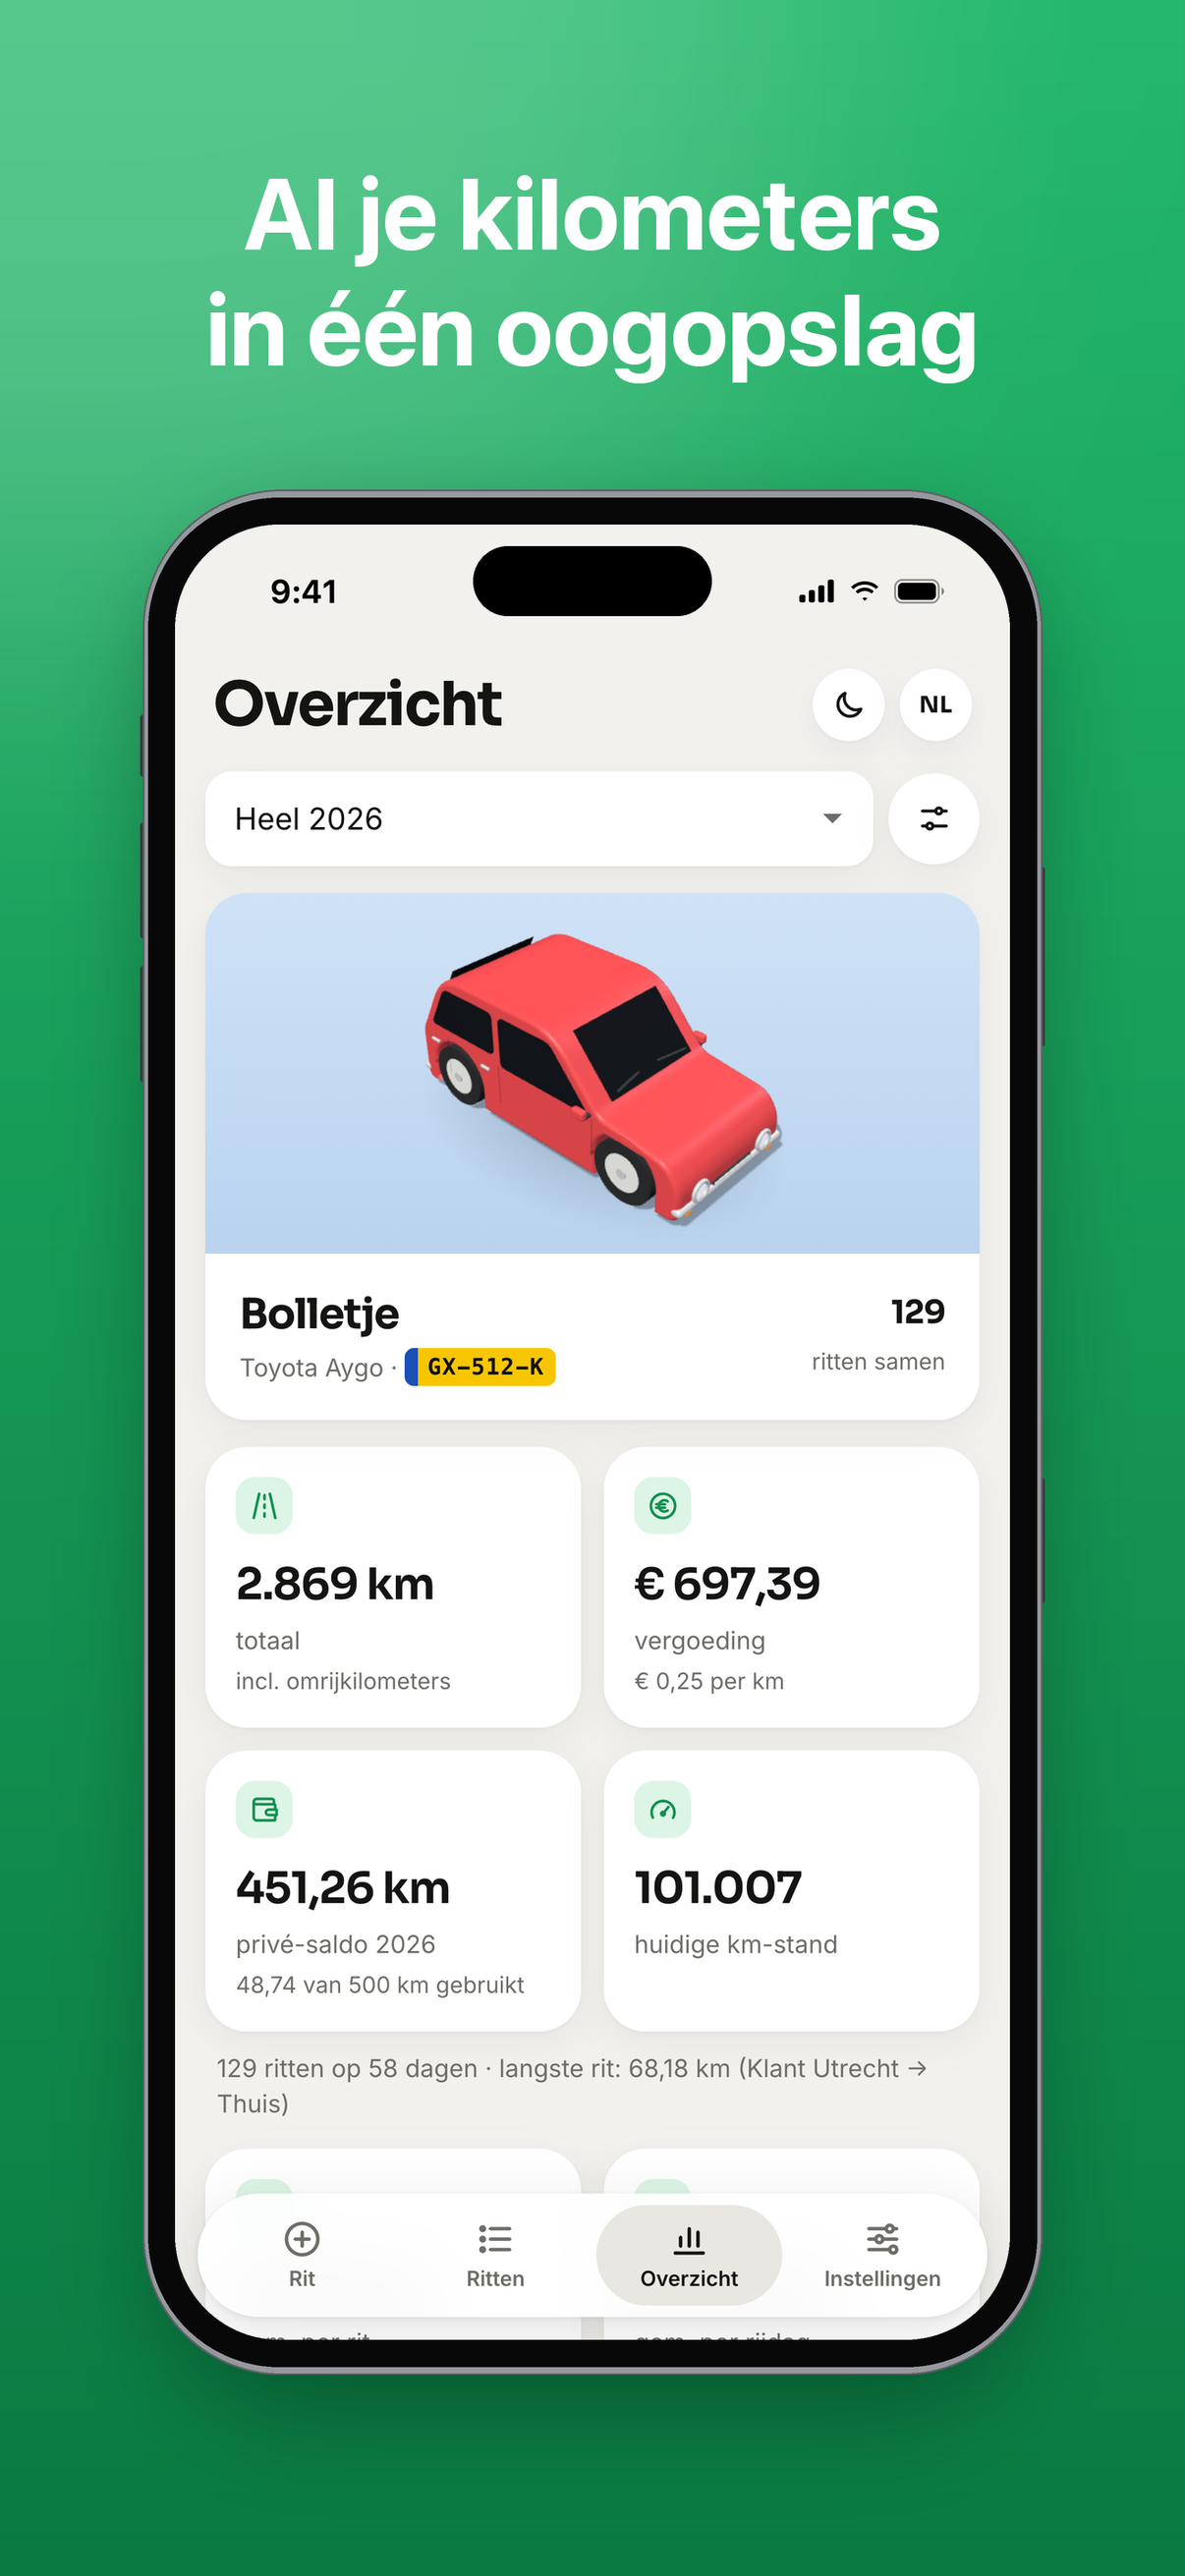 Al je kilometers
in één oogopslag
9:41
Overzicht
NL
Heel 2026
Bolletje
129
Toyota Aygo · GX-512-K
ritten samen
2.869 km
totaal
incl. omrijkilometers
€ 697,39
vergoeding
€ 0,25 per km
451,26 km
privé-saldo 2026
48,74 van 500 km gebruikt
101.007
huidige km-stand
129 ritten op 58 dagen · langste rit: 68,18 km (Klant Utrecht →
Thuis)
Rit
Ritten
Overzicht
Instellingen